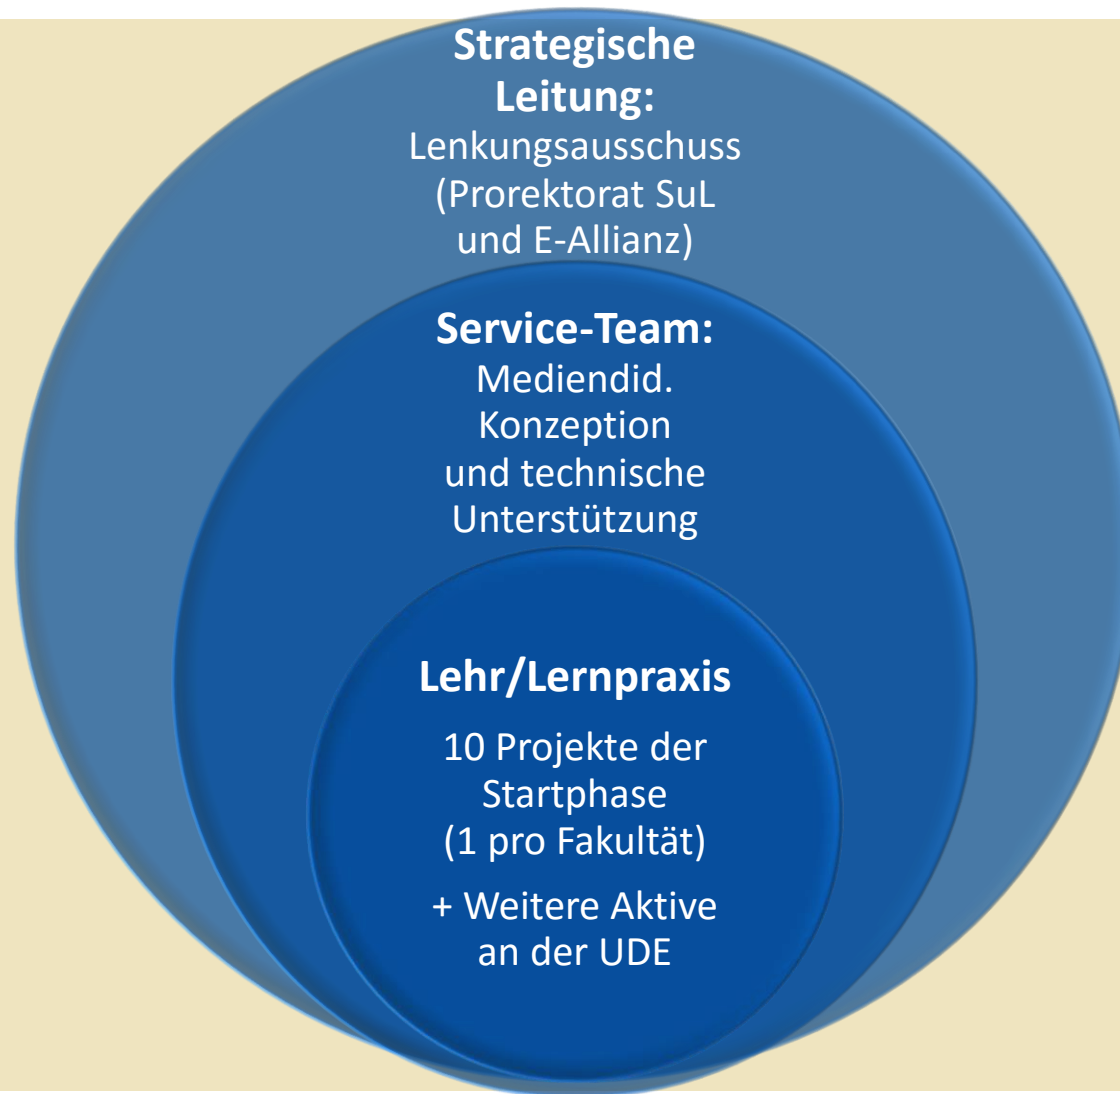 Strategische
Leitung:
Lenkungsausschuss
(Prorektorat SuL
und E-Allianz)
Service-Team:
Mediendid.
Konzeption
und technische
Unterstützung
Lehr/Lernpraxis
10 Projekte der
Startphase
(1 pro Fakultät)
+ Weitere Aktive
an der UDE